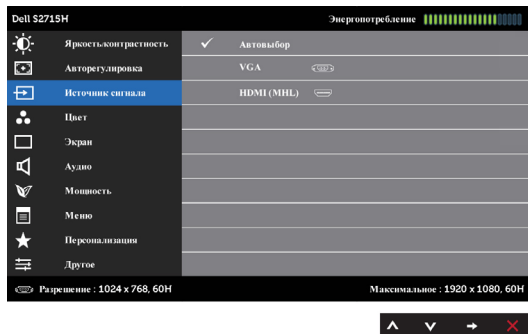 Dell S2715H
Энергопотребление
Яркость/контрастность
Автовыбор
Авторегулировка
VGA
Источник сигнала
HDMI (MHL)
Цвет
Экран
Аудио
Мощность
Меню
Персонализация
Другое
Разрешение : 1024 x 768, 60H
Максимальное : 1920 x 1080, 60H